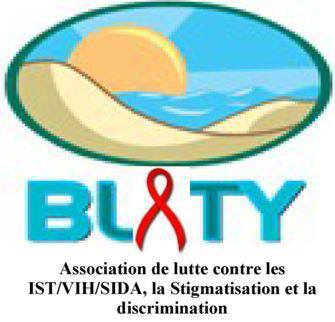 BLATY
Association de lutte contre les
IST/VIH/SIDA, la Stigmatisation et la
discrimination